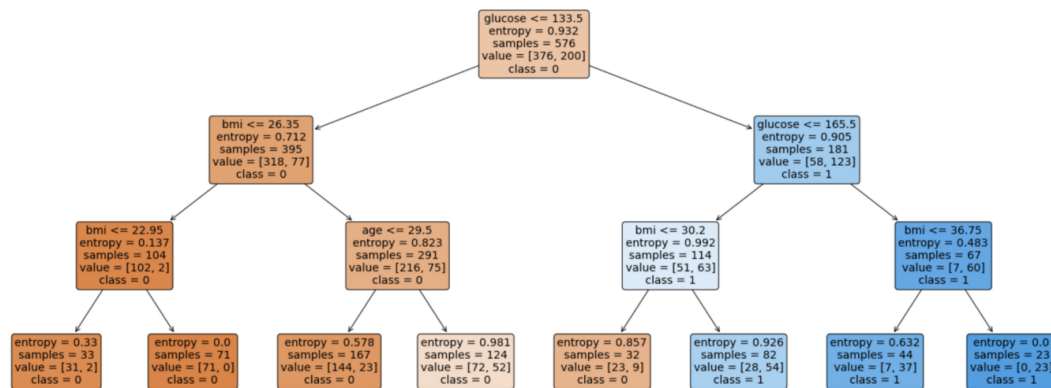 glucose <= 133.5
entropy = 0.932
samples = 576
value = [376, 200]
class = 0
bmi <= 26.35
entropy = 0.712
samples = 395
value = [318, 77]
class = 0
glucose <= 165.5
entropy = 0.905
samples = 181
value = [58, 123]
class = 1
bmi <= 22.95
entropy = 0.137
samples = 104
value = [102, 2]
class = 0
age <= 29.5
entropy = 0.823
samples = 291
value = [216, 75]
class = 0
bmi <= 30.2
entropy = 0.992
samples = 114
value = [51, 63]
class = 1
bmi <= 36.75
entropy = 0.483
samples = 67
value = [7, 60]
class = 1
entropy = 0.33
samples = 33
value = [31, 2]
class = 0
entropy = 0.0
samples = 71
value = [71, 0]
class = 0
entropy = 0.578
samples = 167
value = [144, 23]
class = 0
entropy = 0.981
samples = 124
value = [72, 52]
class = 0
entropy = 0.857
samples = 32
value = [23, 9]
class = 0
entropy = 0.926
samples = 82
value = [28, 54]
class = 1
entropy = 0.632
samples = 44
value = [7, 37]
class = 1
entropy = 0.0
samples = 23
value = [0, 23]
class = 1